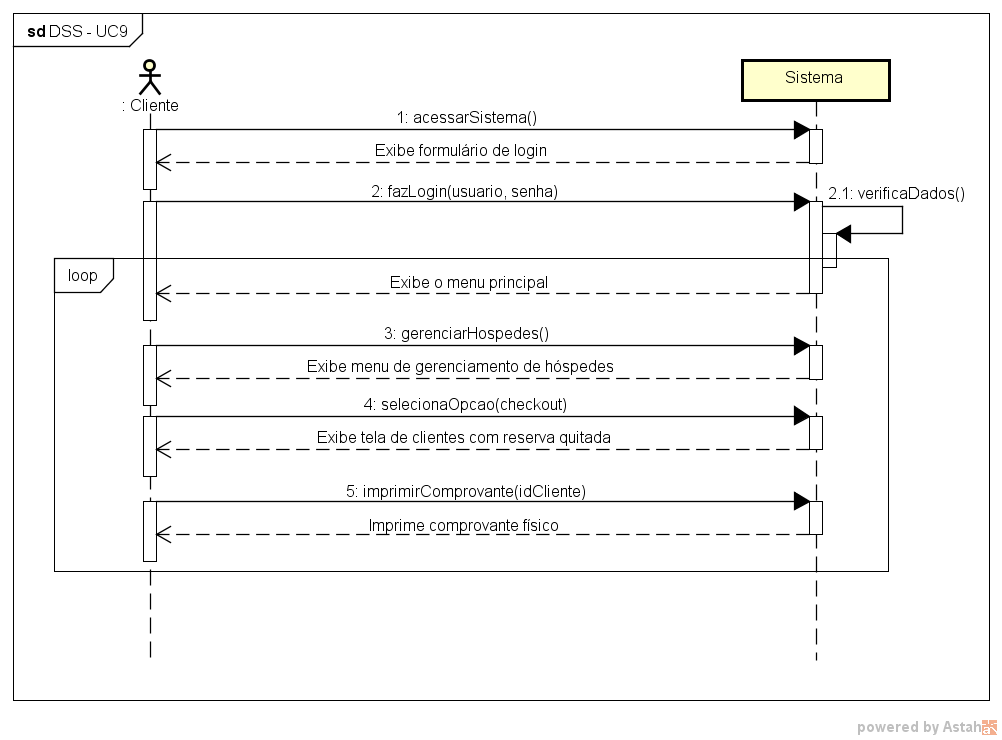 sd DSS - UC9
: Cliente
Sistema
1: acessarSistema()
Exibe formulário de login
2: fazLogin(usuario, senha)
2.1: verificaDados()
loop
Exibe o menu principal
3: gerenciarHospedes()
Exibe menu de gerenciamento de hóspedes
4: selecionaOpcao(checkout)
Exibe tela de clientes com reserva quitada
5: imprimirComprovante(idCliente)
Imprime comprovante físico
powered by Astah